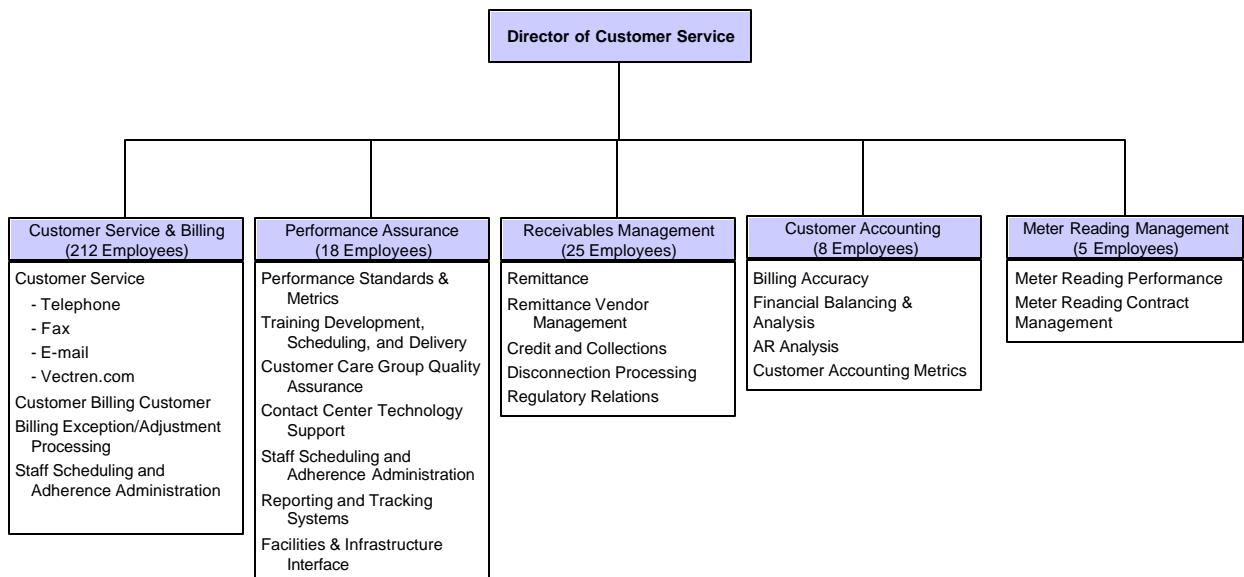 Director of Customer Service
Customer Service & Billing
(212 Employees)
Customer Service
- Telephone
- Fax
- E-mail
- Vectren.com
Customer Billing Customer
Billing Exception/Adjustment
Processing
Staff Scheduling and
Adherence Administration
Performance Assurance
(18 Employees)
Performance Standards &
Metrics
Training Development,
Scheduling, and Delivery
Customer Care Group Quality
Assurance
Contact Center Technology
Support
Staff Scheduling and
Adherence Administration
Reporting and Tracking
Systems
Facilities & Infrastructure
Interface
Receivables Management
(25 Employees)
Remittance
Remittance Vendor
Management
Credit and Collections
Disconnection Processing
Regulatory Relations
Customer Accounting
(8 Employees)
Billing Accuracy
Financial Balancing &
Analysis
AR Analysis
Customer Accounting Metrics
Meter Reading Management
(5 Employees)
Meter Reading Performance
Meter Reading Contract
Management